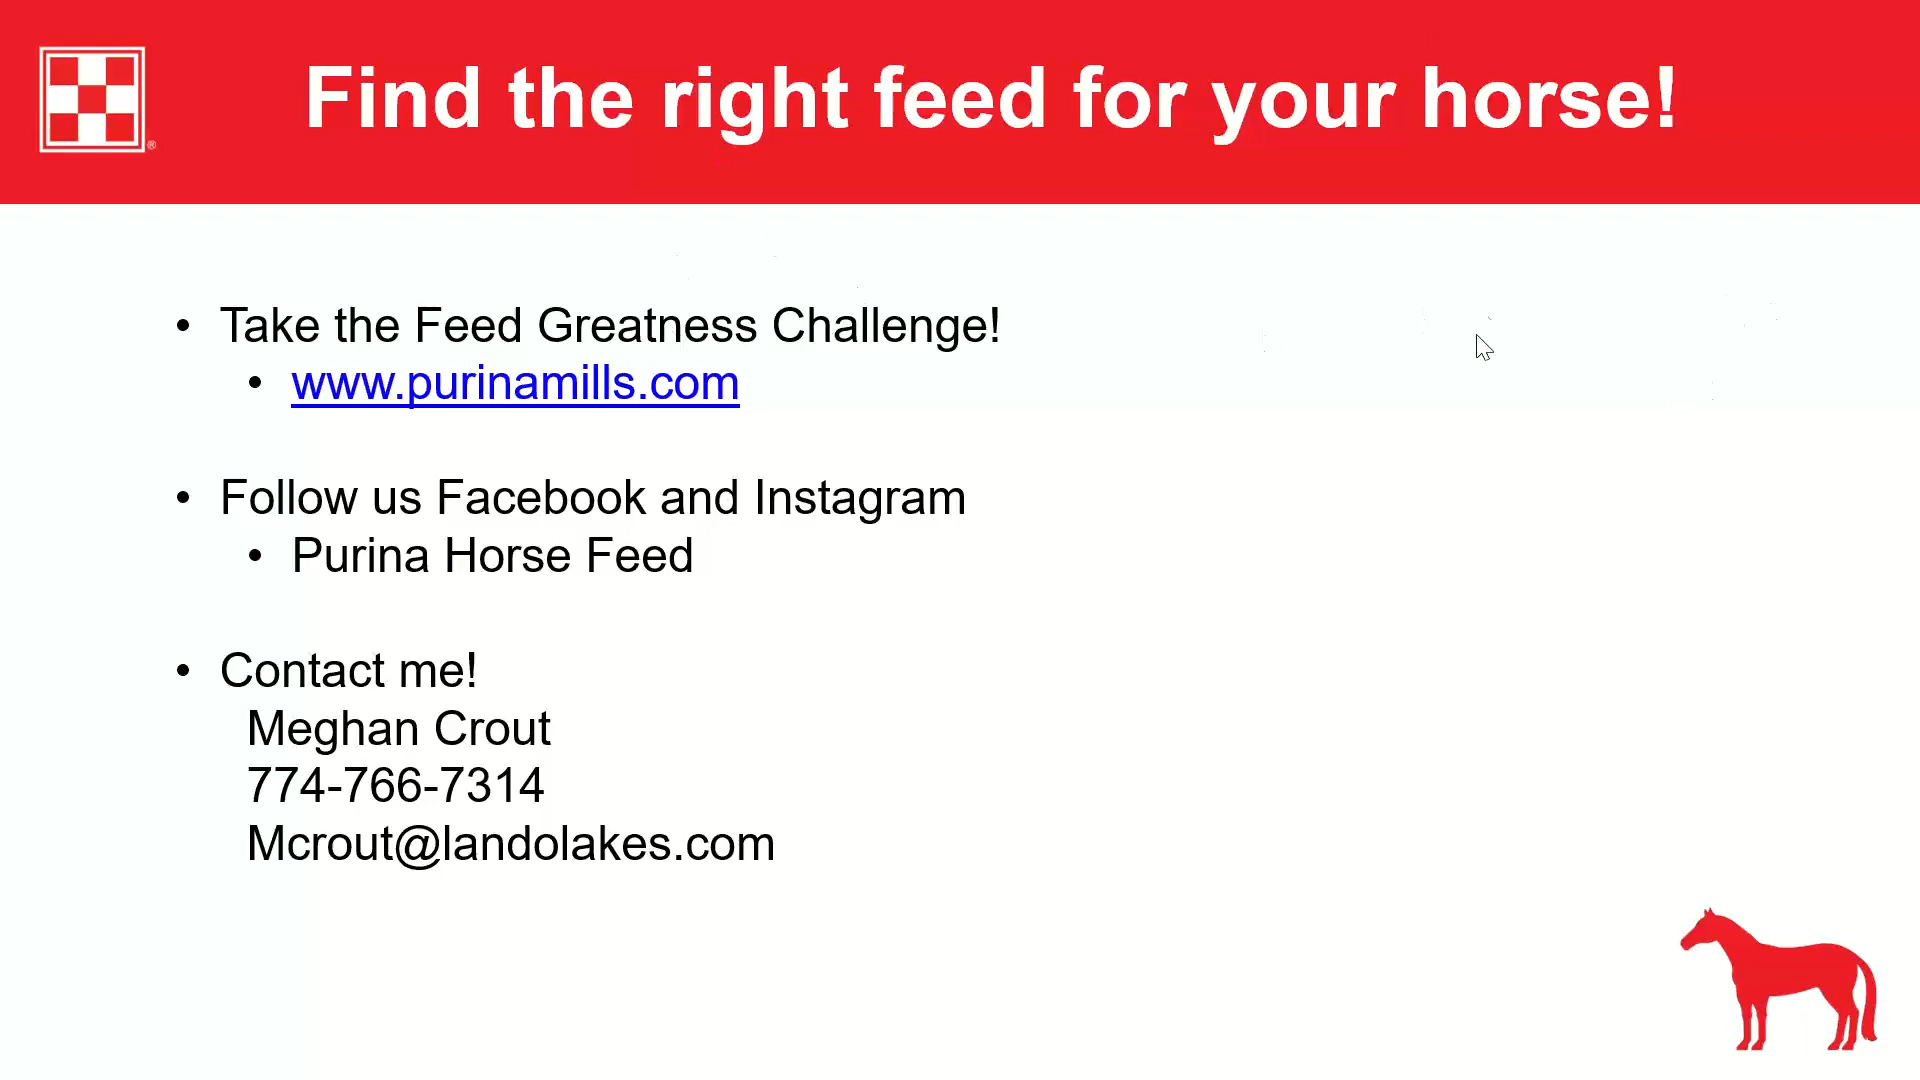 Find the right feed for your horse!
®
• Take the Feed Greatness Challenge!
• www.purinamills.com
• Follow us Facebook and Instagram
• Purina Horse Feed
• Contact me!
Meghan Crout
774-766-7314
Mcrout@landolakes.com